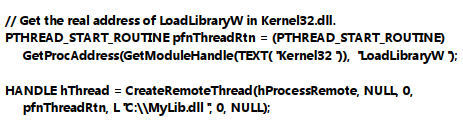 // Get the real address of LoadLibraryW in Kernel32.dll.
PTHREAD_START_ROUTINE pfnThreadRtn = (PTHREAD_START_ROUTINE)
GetProcAddress(GetModuleHandle(TEXT( "Kernel32 ")), "LoadLibraryW ");
HANDLE hThread = CreateRemoteThread(hProcessRemote, NULL, 0,
pfnThreadRtn, L "C:\\MyLib.dll ", 0, NULL);